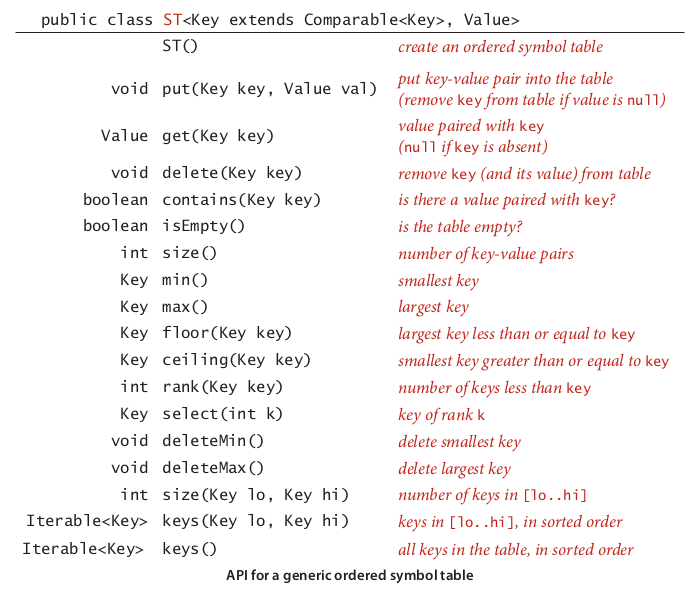 public class ST<Key extends Comparable<Key>, Value>
ST() create an ordered symbol table
void put(Key key, Value val) put key-value pair into the table
(remove key from table if value is null)
Value get(Key key) value paired with key
(null if key is absent)
void delete(Key key) remove key (and its value) from table
boolean contains(Key key) is there a value paired with key?
boolean isEmpty() is the table empty?
int size() number of key-value pairs
Key min() smallest key
Key max() largest key
Key floor(Key key) largest key less than or equal to key
Key ceiling(Key key) smallest key greater than or equal to key
int rank(Key key) number of keys less than key
Key select(int k) key of rank k
void deleteMin() delete smallest key
void deleteMax() delete largest key
int size(Key lo, Key hi) number of keys in [lo..hi]
Iterable<Key> keys(Key lo, Key hi) keys in [lo..hi], in sorted order
Iterable<Key> keys() all keys in the table, in sorted order
API for a generic ordered symbol table